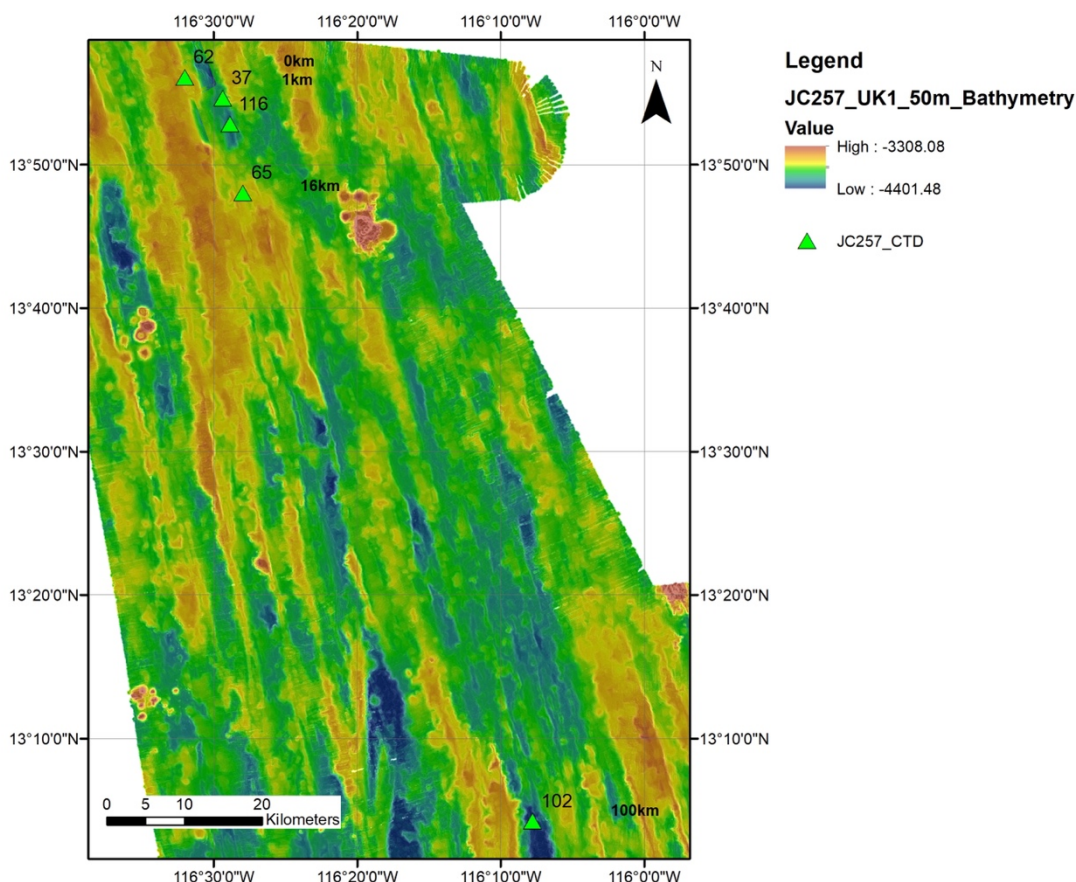 116°30'0"W 116°20'0"W 116°10'0"W 116°0'0"W
62
0km
37
1km
116
N
13°50'0"N 13°50'0"N
65
16km
13°40'0"N 13°40'0"N
13°30'0"N 13°30'0"N
13°20'0"N 13°20'0"N
13°10'0"N 13°10'0"N
102
100km
0 5 10 20
Kilometers
116°30'0"W 116°20'0"W 116°10'0"W 116°0'0"W
Legend
JC257_UK1_50m_Bathymetry
Value
High : -3308.08
Low : -4401.48
JC257_CTD